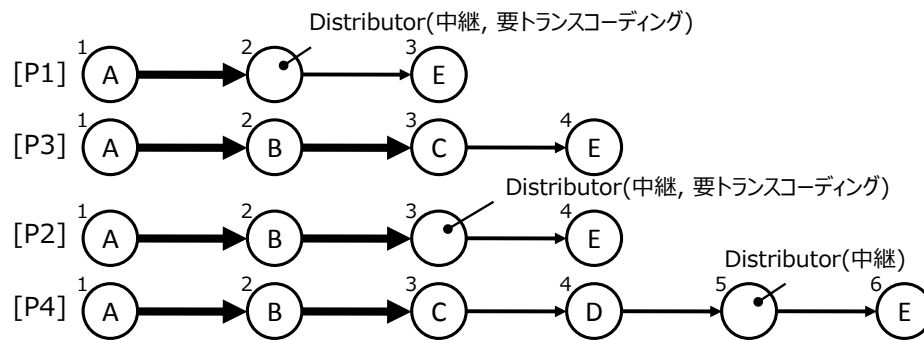 Distributor(中継, 要トランスコーディング)
[P1] 1 A 2 3 E
[P3] 1 A 2 B 3 C 4 E
Distributor(中継, 要トランスコーディング)
[P2] 1 A 2 B 3 4 E
Distributor(中継)
[P4] 1 A 2 B 3 C 4 D 5 6 E